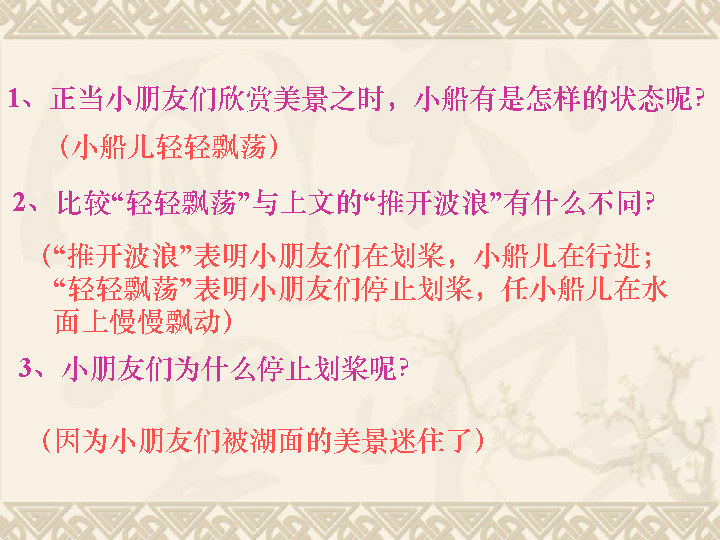 1、正当小朋友们欣赏美景之时，小船有是怎样的状态呢？
（小船儿轻轻飘荡）
2、比较“轻轻飘荡”与上文的“推开波浪”有什么不同？
（“推开波浪”表明小朋友们在划桨，小船儿在行进；
“轻轻飘荡”表明小朋友们停止划桨，任小船儿在水
面上慢慢飘动）
3、小朋友们为什么停止划桨呢？
（因为小朋友们被湖面的美景迷住了）